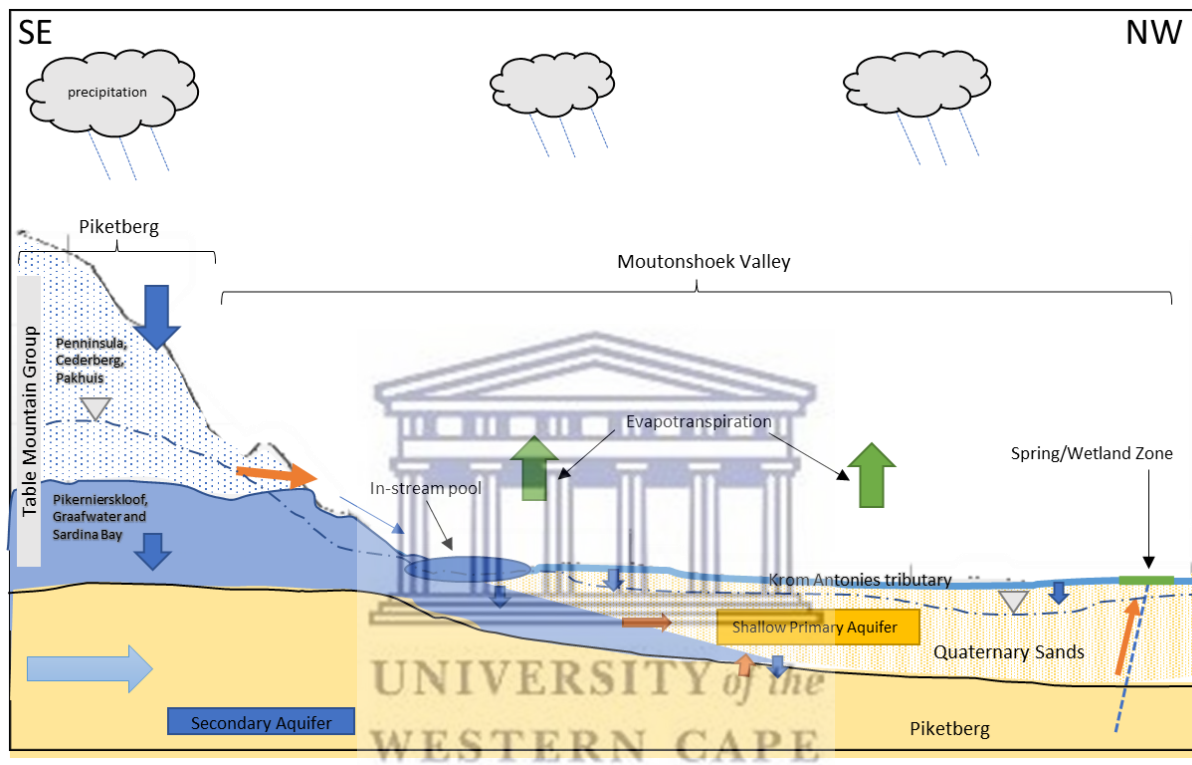 SE
NW
precipitation
Piketberg
Moutonshoek Valley
Table Mountain Group
Penninsula,
Cederberg,
Pakhuis
Evapotranspiration
Spring/Wetland Zone
In-stream pool
Pikernierskloof,
Graafwater and
Sardina Bay
Krom Antonies tributary
Shallow Primary Aquifer
Quaternary Sands
UNIVERSITY of the
Secondary Aquifer
Piketberg
WESTERN CAPE